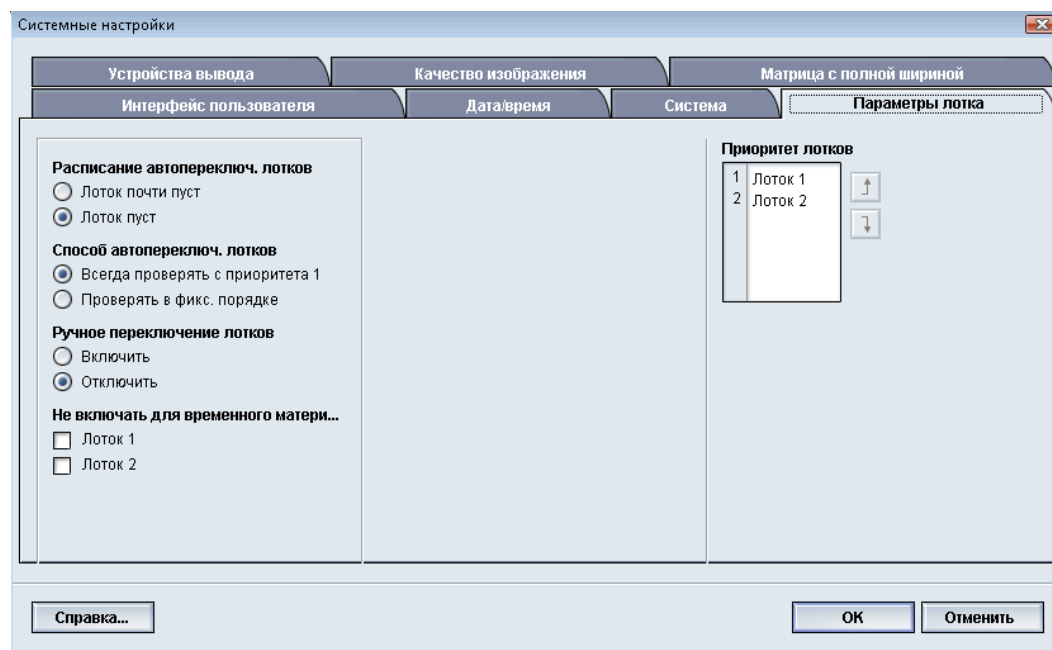 Системные настройки
Устройства вывода
Качество изображения
Матрица с полной шириной
Интерфейс пользователя
Дата/время
Система
Параметры лотка
Расписание автопереключ. лотков
Лоток почти пуст
Лоток пуст
Способ автопереключ. лотков
Всегда проверять с приоритета 1
Проверять в фикс. порядке
Ручное переключение лотков
Включить
Отключить
Не включать для временного матери...
Лоток 1
Лоток 2
Приоритет лотков
1 Лоток 1
2 Лоток 2
Справка...
OK
Отменить